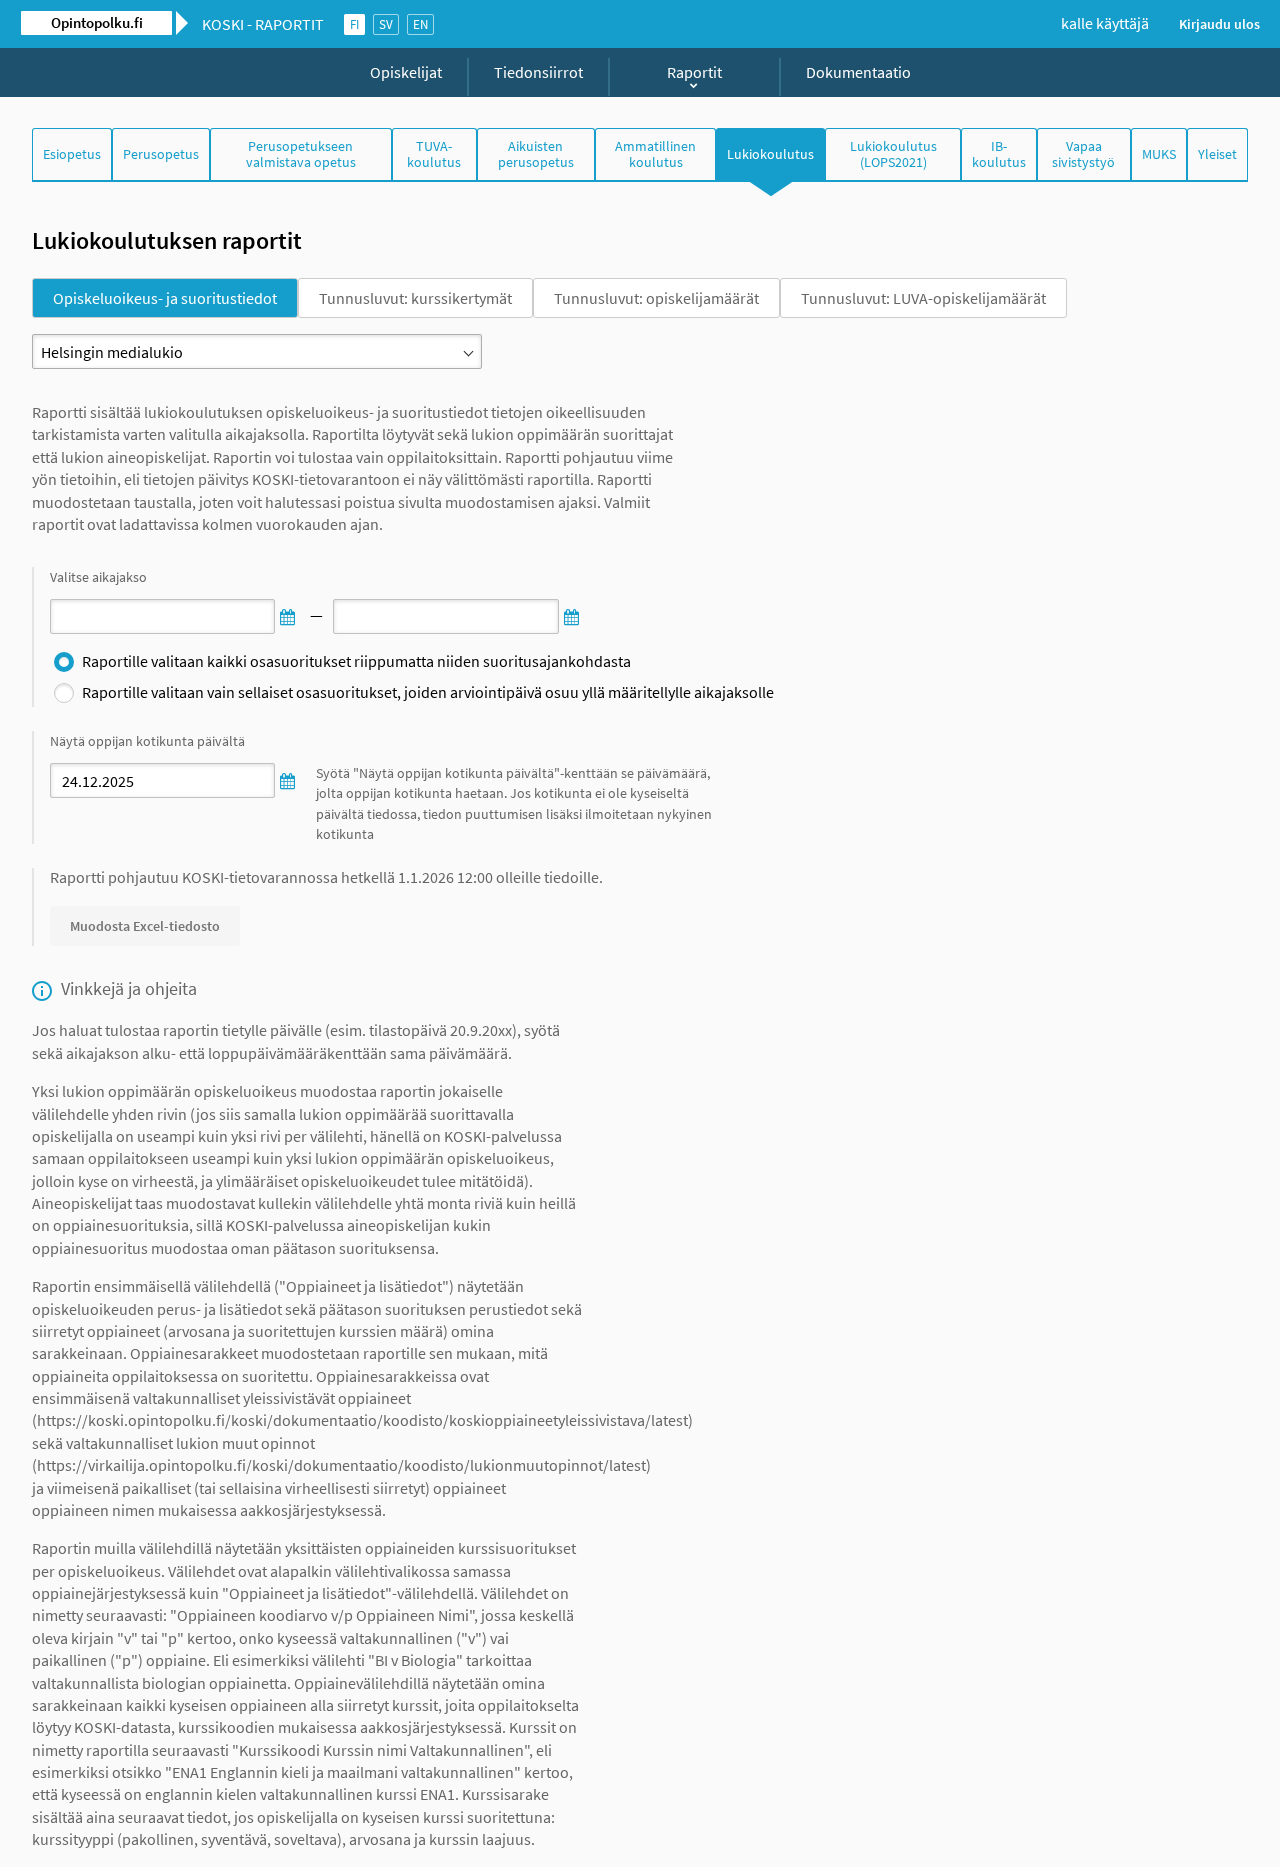 Opintopolku.fi KOSKI - RAPORTIT FI SV EN kalle käyttäjä Kirjaudu ulos
Opiskelijat Tiedonsiirrot Raportit Dokumentaatio
Esiopetus Perusopetus Perusopetukseen valmistava opetus TUVA-koulutus Aikuisten perusopetus Ammatillinen koulutus Lukiokoulutus Lukiokoulutus (LOPS2021) IB-koulutus Vapaa sivistystyö MUKS Yleiset
Lukiokoulutuksen raportit
Opiskeluoikeus- ja suoritustiedot Tunnusluvut: kurssikertymät Tunnusluvut: opiskelijamäärät Tunnusluvut: LUVA-opiskelijamäärät
Helsingin medialukio
Raportti sisältää lukiokoulutuksen opiskeluoikeus- ja suoritustiedot tietojen oikeellisuuden
tarkistamista varten valitulla aikajaksolla. Raportilta löytyvät sekä lukion oppimäärän suorittajat
että lukion aineopiskelijat. Raportin voi tulostaa vain oppilaitoksittain. Raportti pohjautuu viime
yön tietoihin, eli tietojen päivitys KOSKI-tietovarantoon ei näy välittömästi raportilla. Raportti
muodostetaan taustalla, joten voit halutessasi poistua sivulta muodostamisen ajaksi. Valmiit
raportit ovat ladattavissa kolmen vuorokauden ajan.
Valitse aikajakso
—
Raportille valitaan kaikki osasuoritukset riippumatta niiden suoritusajankohdasta
Raportille valitaan vain sellaiset osasuoritukset, joiden arviointipäivä osuu yllä määritellylle aikajaksolle
Näytä oppijan kotikunta päivältä
24.12.2025
Syötä "Näytä oppijan kotikunta päivältä"-kenttään se päivämäärä,
jolta oppijan kotikunta haetaan. Jos kotikunta ei ole kyseiseltä
päivältä tiedossa, tiedon puuttumisen lisäksi ilmoitetaan nykyinen
kotikunta
Raportti pohjautuu KOSKI-tietovarannossa hetkellä 1.1.2026 12:00 olleille tiedoille.
Muodosta Excel-tiedosto
Vinkkejä ja ohjeita
Jos haluat tulostaa raportin tietylle päivälle (esim. tilastopäivä 20.9.20xx), syötä
sekä aikajakson alku- että loppupäivämääräkenttään sama päivämäärä.
Yksi lukion oppimäärän opiskeluoikeus muodostaa raportin jokaiselle
välilehdelle yhden rivin (jos siis samalla lukion oppimäärää suorittavalla
opiskelijalla on useampi kuin yksi rivi per välilehti, hänellä on KOSKI-palvelussa
samaan oppilaitokseen useampi kuin yksi lukion oppimäärän opiskeluoikeus,
jolloin kyse on virheestä, ja ylimääräiset opiskeluoikeudet tulee mitätöidä).
Aineopiskelijat taas muodostavat kullekin välilehdelle yhtä monta riviä kuin heillä
on oppiainesuorituksia, sillä KOSKI-palvelussa aineopiskelijan kukin
oppiainesuoritus muodostaa oman päätason suorituksensa.
Raportin ensimmäisellä välilehdellä ("Oppiaineet ja lisätiedot") näytetään
opiskeluoikeuden perus- ja lisätiedot sekä päätason suorituksen perustiedot sekä
siirretyt oppiaineet (arvosana ja suoritettujen kurssien määrä) omina
sarakkeinaan. Oppiainesarakkeet muodostetaan raportille sen mukaan, mitä
oppiaineita oppilaitoksessa on suoritettu. Oppiainesarakkeissa ovat
ensimmäisenä valtakunnalliset yleissivistävät oppiaineet
(https://koski.opintopolku.fi/koski/dokumentaatio/koodisto/koskioppiaineetyleissivistava/latest)
sekä valtakunnalliset lukion muut opinnot
(https://virkailija.opintopolku.fi/koski/dokumentaatio/koodisto/lukionmuutopinnot/latest)
ja viimeisenä paikalliset (tai sellaisina virheellisesti siirretyt) oppiaineet
oppiaineen nimen mukaisessa aakkosjärjestyksessä.
Raportin muilla välilehdillä näytetään yksittäisten oppiaineiden kurssisuoritukset
per opiskeluoikeus. Välilehdet ovat alapalkin välilehtivalikossa samassa
oppiainejärjestyksessä kuin "Oppiaineet ja lisätiedot"-välilehdellä. Välilehdet on
nimetty seuraavasti: "Oppiaineen koodiarvo v/p Oppiaineen Nimi", jossa keskellä
oleva kirjain "v" tai "p" kertoo, onko kyseessä valtakunnallinen ("v") vai
paikallinen ("p") oppiaine. Eli esimerkiksi välilehti "BI v Biologia" tarkoittaa
valtakunnallista biologian oppiainetta. Oppiainevälilehdillä näytetään omina
sarakkeinaan kaikki kyseisen oppiaineen alla siirretyt kurssit, joita oppilaitokselta
löytyy KOSKI-datasta, kurssikoodien mukaisessa aakkosjärjestyksessä. Kurssit on
nimetty raportilla seuraavasti "Kurssikoodi Kurssin nimi Valtakunnallinen", eli
esimerkiksi otsikko "ENA1 Englannin kieli ja maailmani valtakunnallinen" kertoo,
että kyseessä on englannin kielen valtakunnallinen kurssi ENA1. Kurssisarake
sisältää aina seuraavat tiedot, jos opiskelijalla on kyseisen kurssi suoritettuna:
kurssityyppi (pakollinen, syventävä, soveltava), arvosana ja kurssin laajuus.